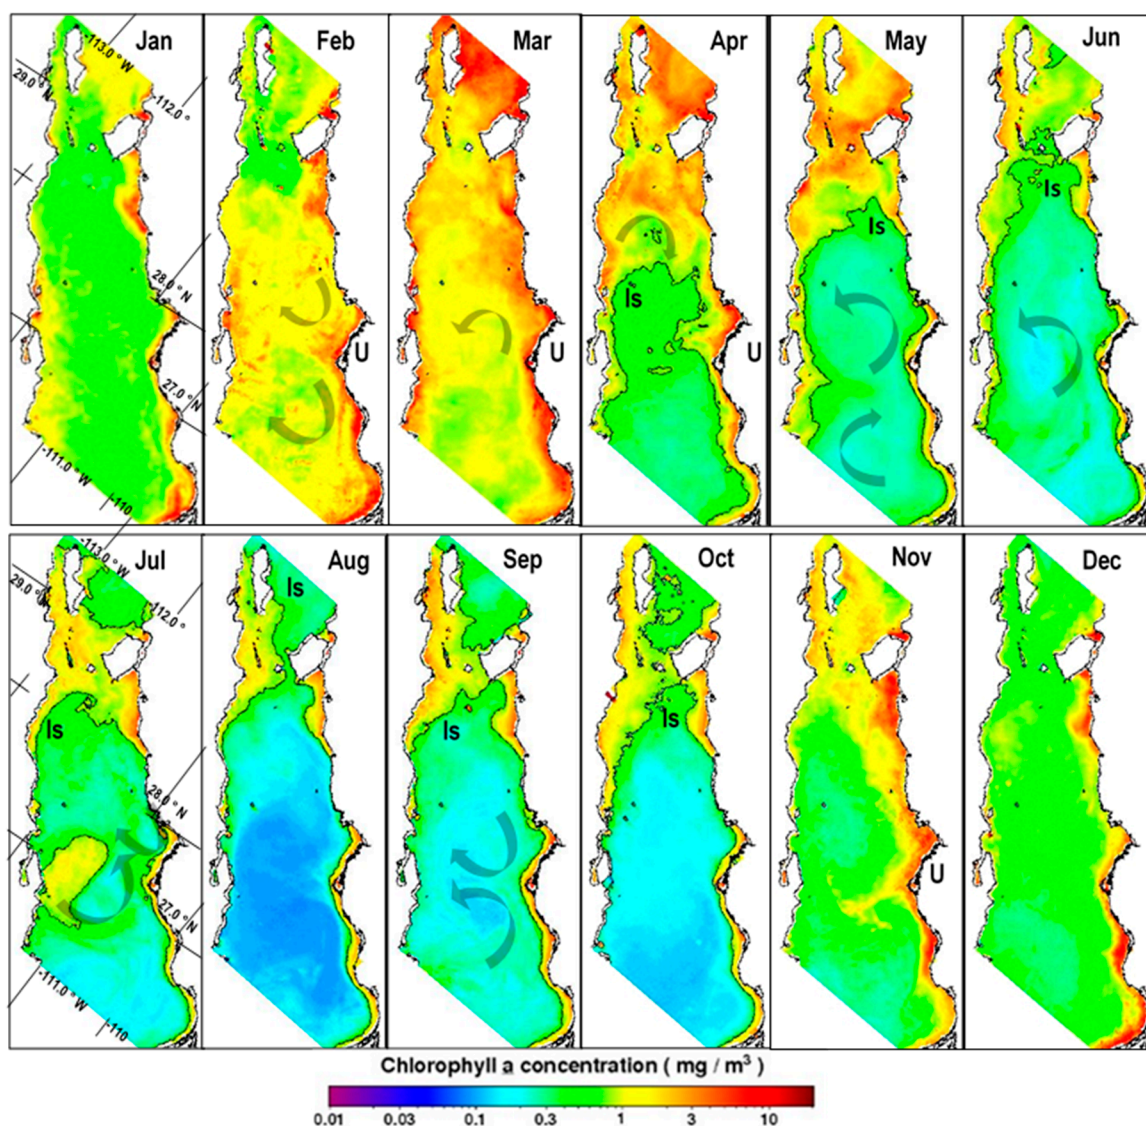 Jan
-113.0 ° W
29.0 ° N
-112.0 °
28.0 ° N
27.0 ° N
-111.0 ° W
-110
Feb
U
Mar
U
Apr
Is
U
May
Is
Jun
Is
Jul
-113.0 ° W
29.0 ° N
-112.0 °
Is
28.0 ° N
27.0 ° N
-111.0 ° W
-110
Aug
Is
Sep
Is
Oct
Is
Nov
U
Dec
Chlorophyll a concentration ( mg / m³ )
0.01 0.03 0.1 0.3 1 3 10